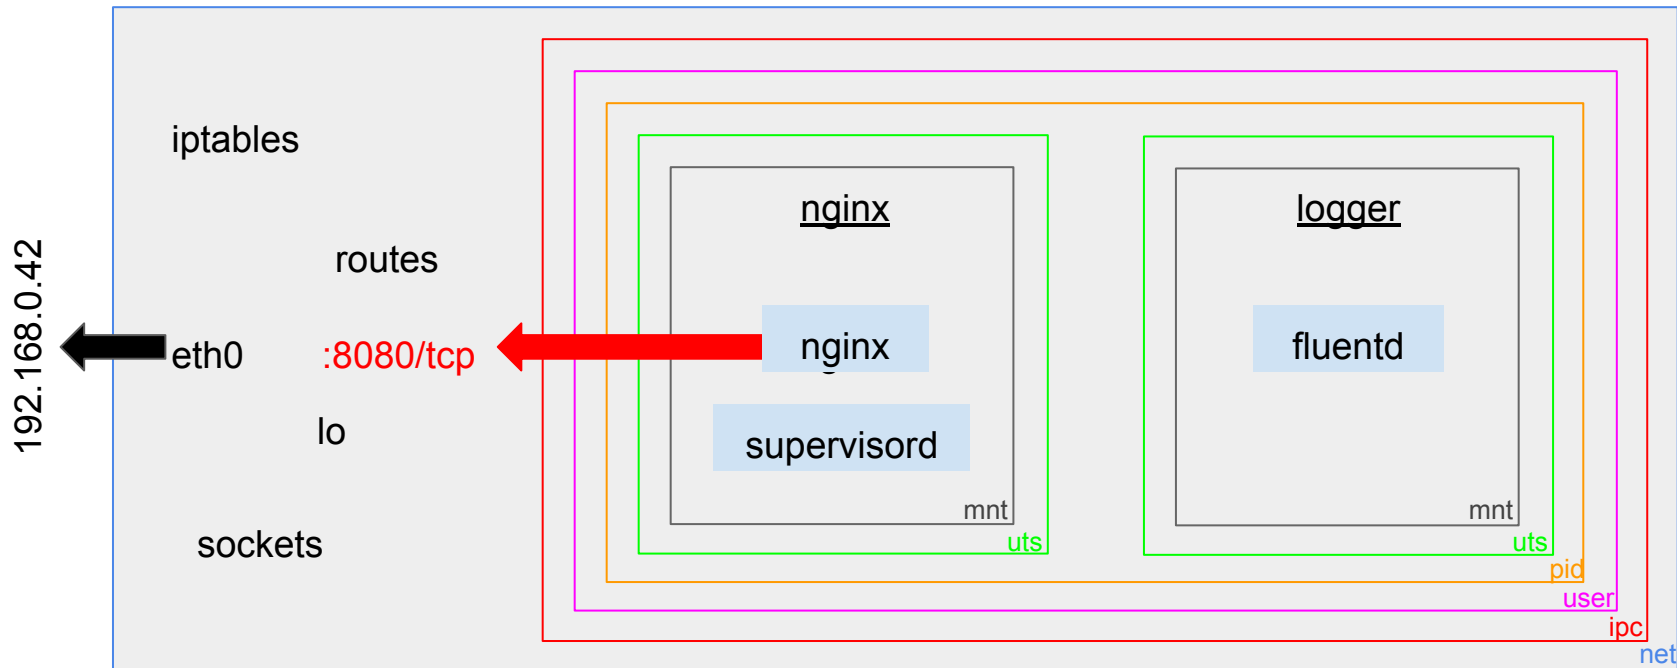 192.168.0.42
iptables
routes
eth0
:8080/tcp
lo
sockets
nginx
nginx
supervisord
mnt
uts
logger
fluentd
mnt
uts
pid
user
ipc
net